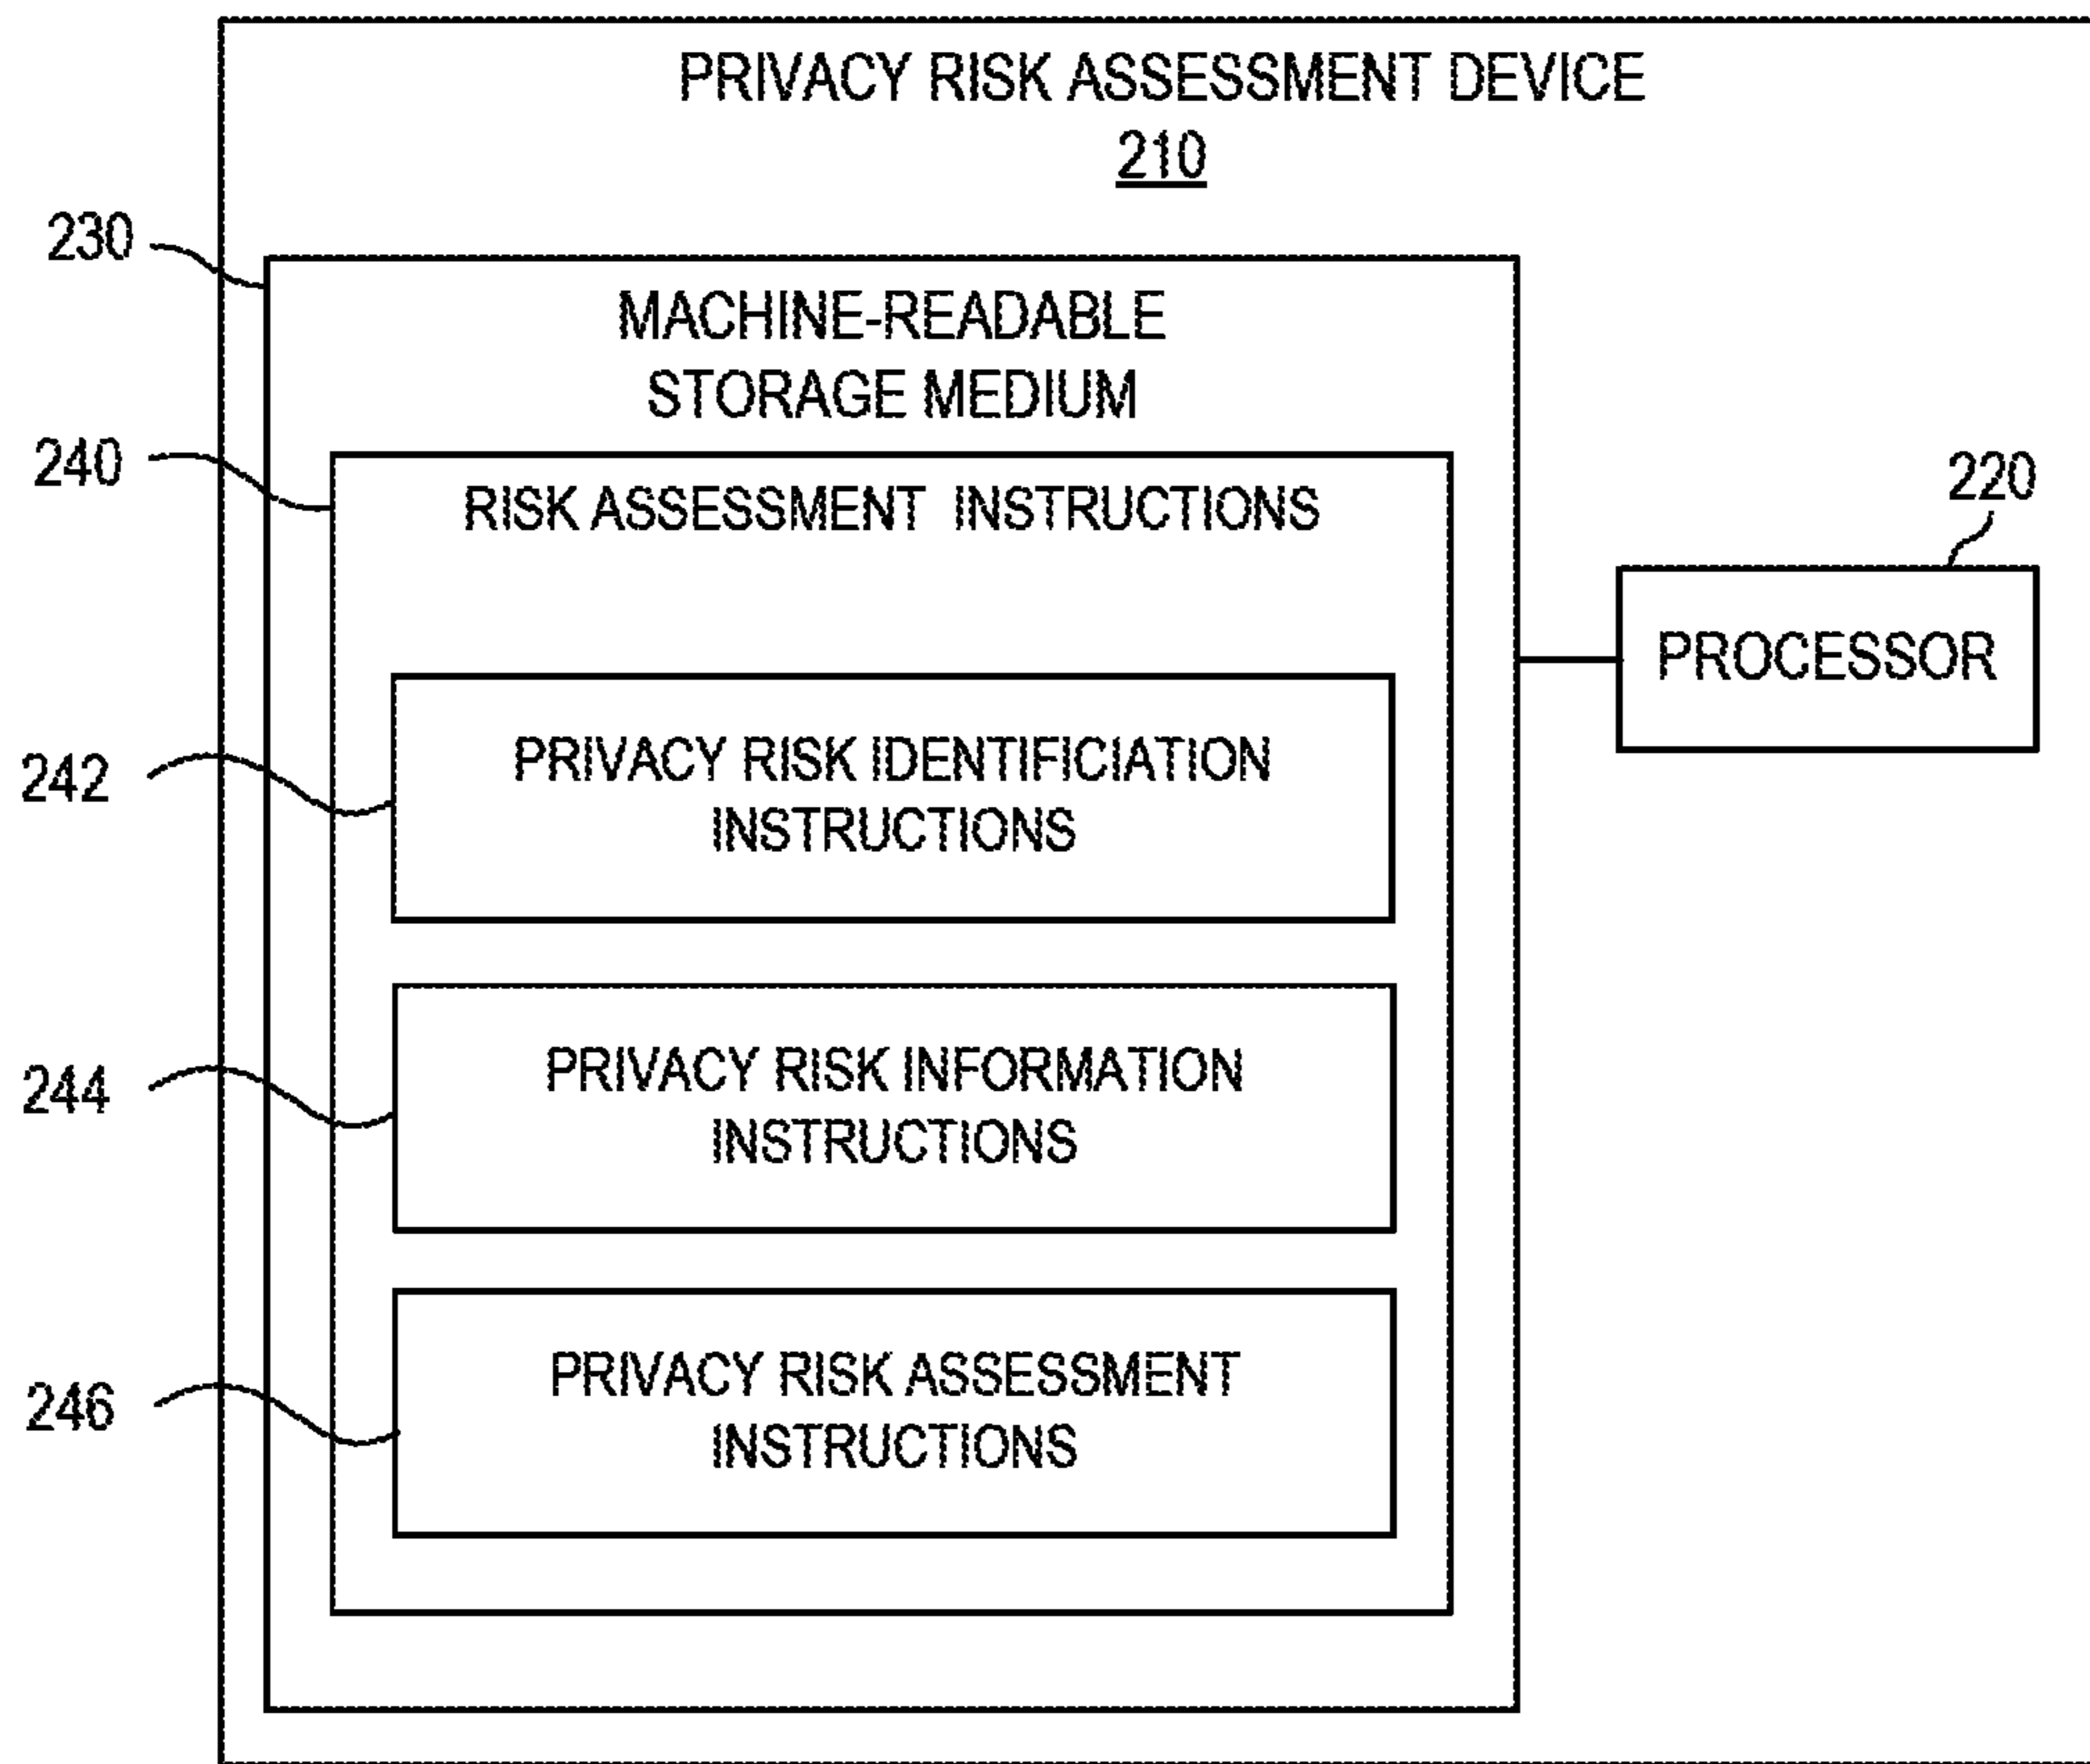 PRIVACY RISK ASSESSMENT DEVICE
210
230
MACHINE-READABLE
STORAGE MEDIUM
240
RISK ASSESSMENT INSTRUCTIONS
220
PROCESSOR
242
PRIVACY RISK IDENTIFICIATION
INSTRUCTIONS
244
PRIVACY RISK INFORMATION
INSTRUCTIONS
246
PRIVACY RISK ASSESSMENT
INSTRUCTIONS